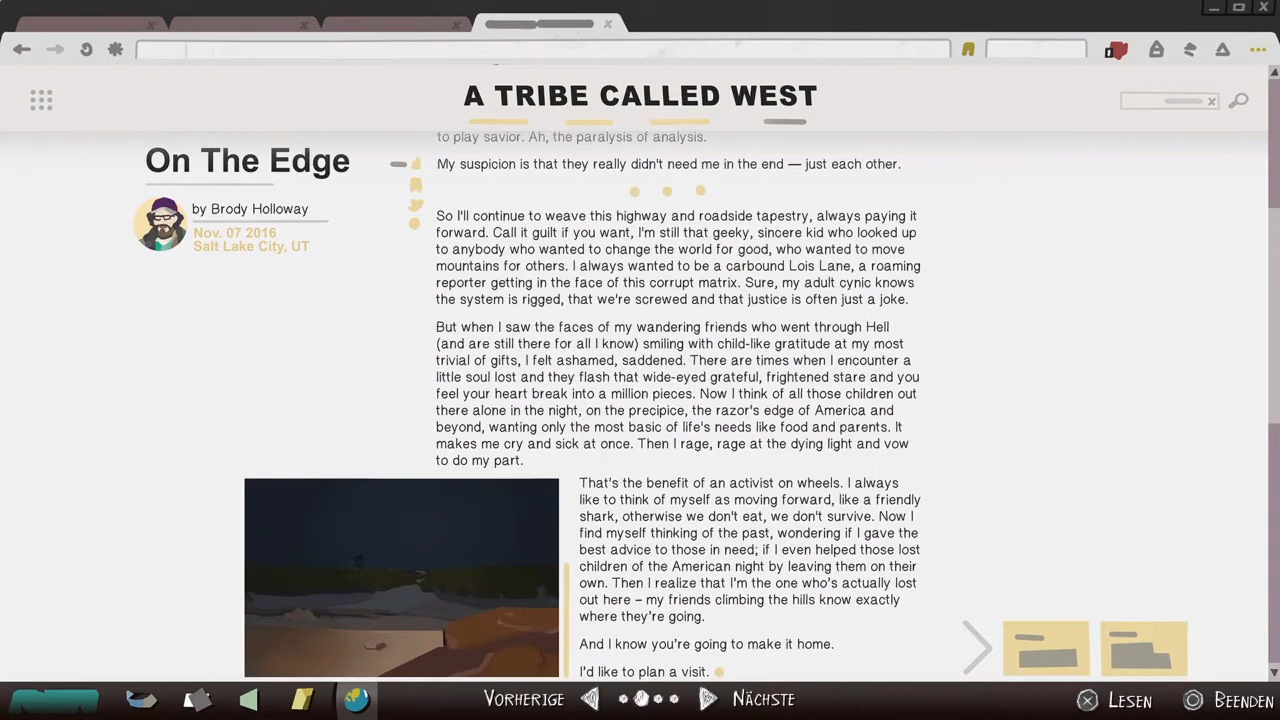 A TRIBE CALLED WEST
to play savior. Ah, the paralysis of analysis.
On The Edge
My suspicion is that they really didn't need me in the end — just each other.
by Brody Holloway
Nov. 07 2016
Salt Lake City, UT
So I'll continue to weave this highway and roadside tapestry, always paying it
forward. Call it guilt if you want, I'm still that geeky, sincere kid who looked up
to anybody who wanted to change the world for good, who wanted to move
mountains for others. I always wanted to be a carbound Lois Lane, a roaming
reporter getting in the face of this corrupt matrix. Sure, my adult cynic knows
the system is rigged, that we're screwed and that justice is often just a joke.
But when I saw the faces of my wandering friends who went through Hell
(and are still there for all I know) smiling with child-like gratitude at my most
trivial of gifts, I felt ashamed, saddened. There are times when I encounter a
little soul lost and they flash that wide-eyed grateful, frightened stare and you
feel your heart break into a million pieces. Now I think of all those children out
there alone in the night, on the precipice, the razor's edge of America and
beyond, wanting only the most basic of life's needs like food and parents. It
makes me cry and sick at once. Then I rage, rage at the dying light and vow
to do my part.
That's the benefit of an activist on wheels. I always
like to think of myself as moving forward, like a friendly
shark, otherwise we don't eat, we don't survive. Now I
find myself thinking of the past, wondering if I gave the
best advice to those in need; if I even helped those lost
children of the American night by leaving them on their
own. Then I realize that I'm the one who's actually lost
out here – my friends climbing the hills know exactly
where they're going.
And I know you're going to make it home.
I'd like to plan a visit.
VORHERIGE
NÄCHSTE
LESEN
BEENDEN